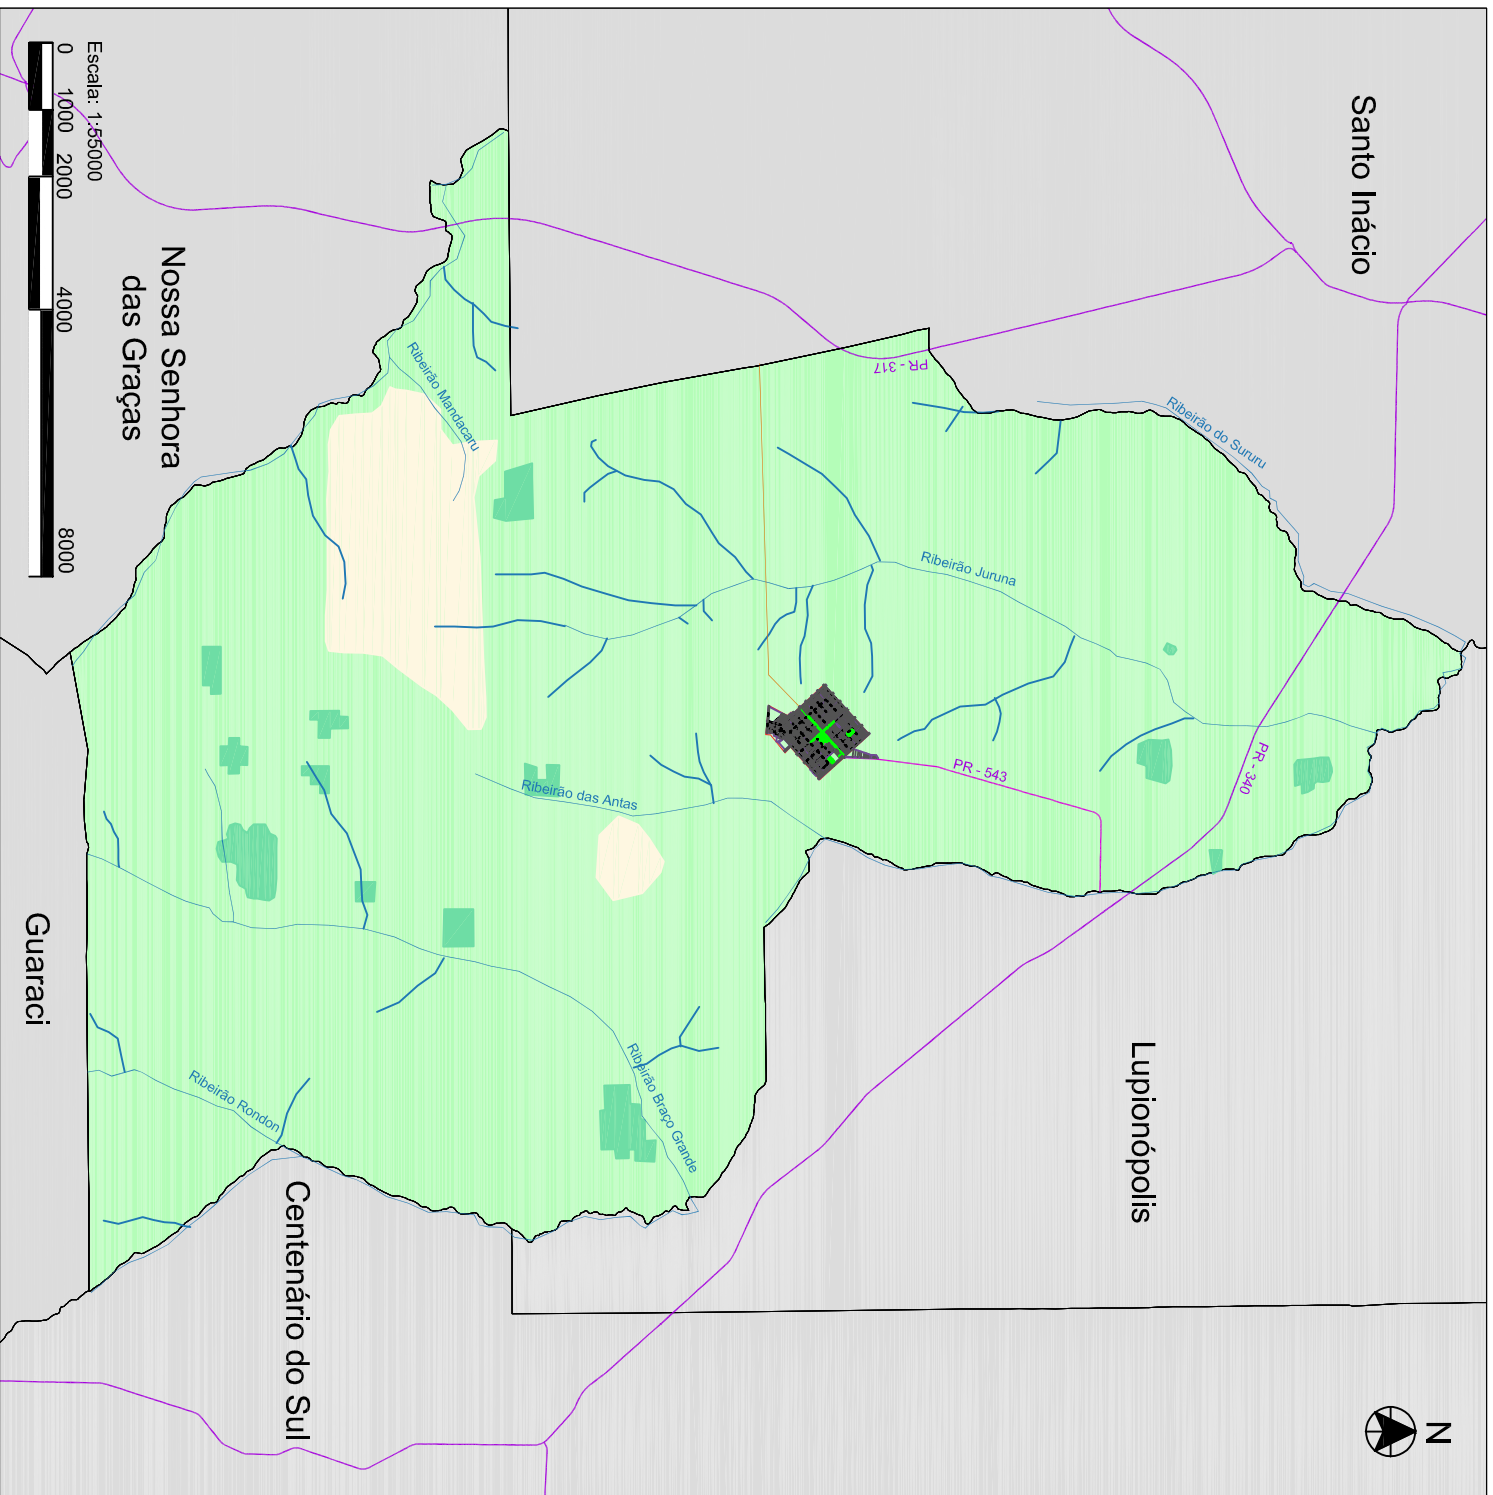 Santo Inácio
Ribeirão do Sururu
PR - 317
PR - 340
Ribeirão Juruna
PR - 543
Lupionópolis
N
Ribeirão Mandacaru
Ribeirão das Antas
Nossa Senhora
das Graças
Ribeirão Braço Grande
Ribeirão Rondon
Centenário do Sul
Guaraci
Escala: 1:55000
0 1000 2000 4000 8000